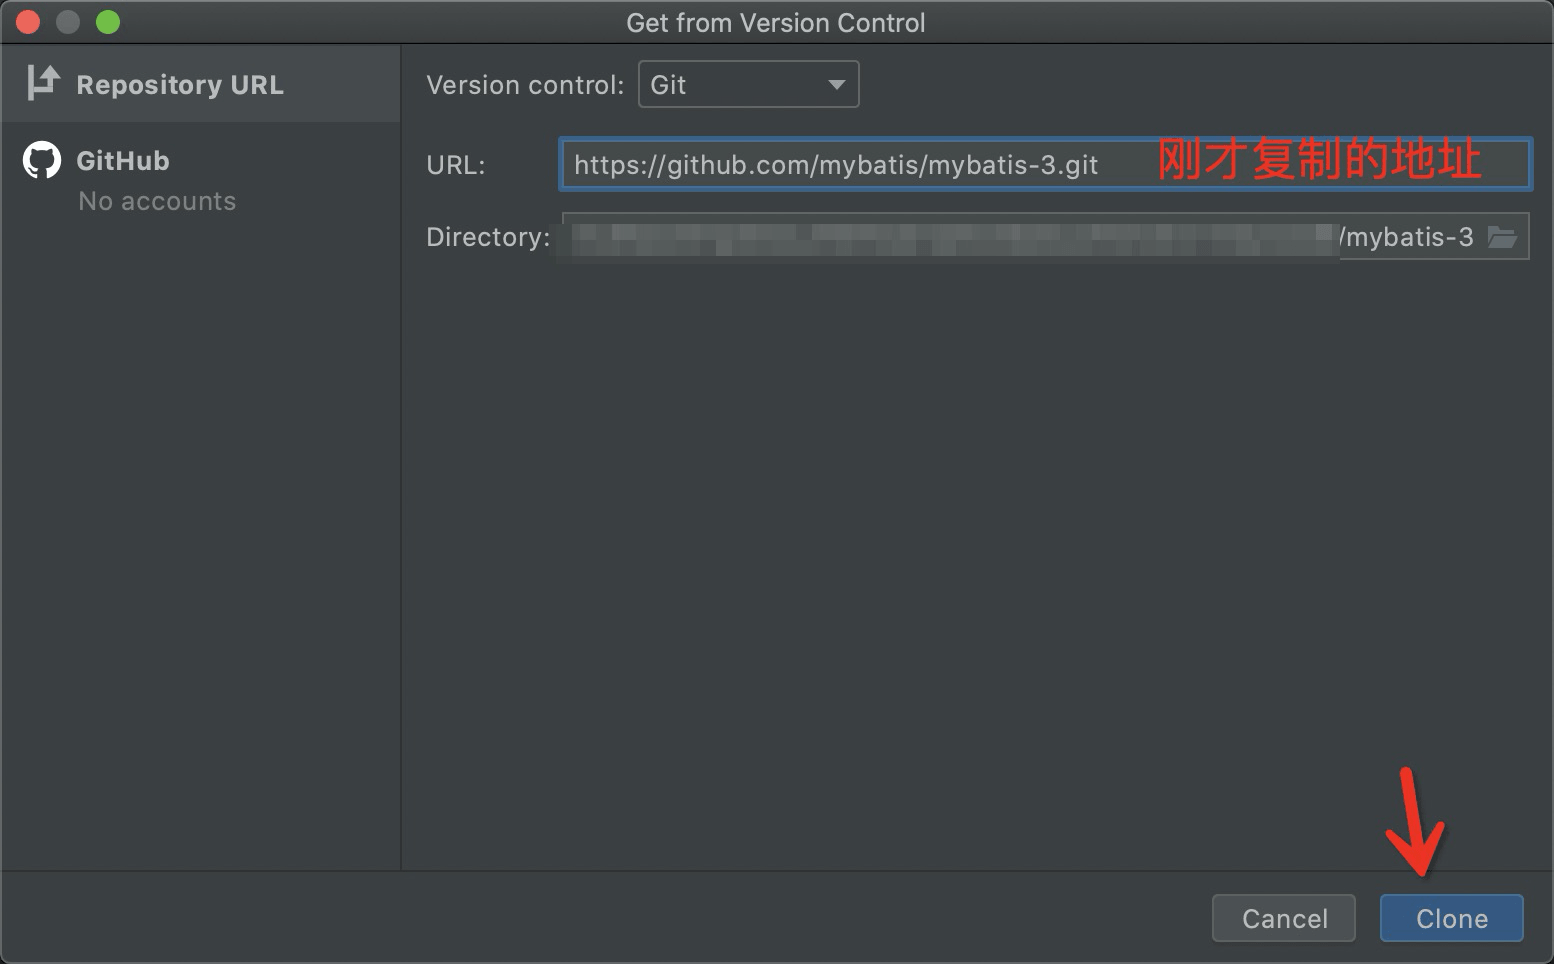 Get from Version Control
Repository URL
GitHub
No accounts
Version control: Git
URL: https://github.com/mybatis/mybatis-3.git 刚才复制的地址
Directory: /mybatis-3
Cancel Clone